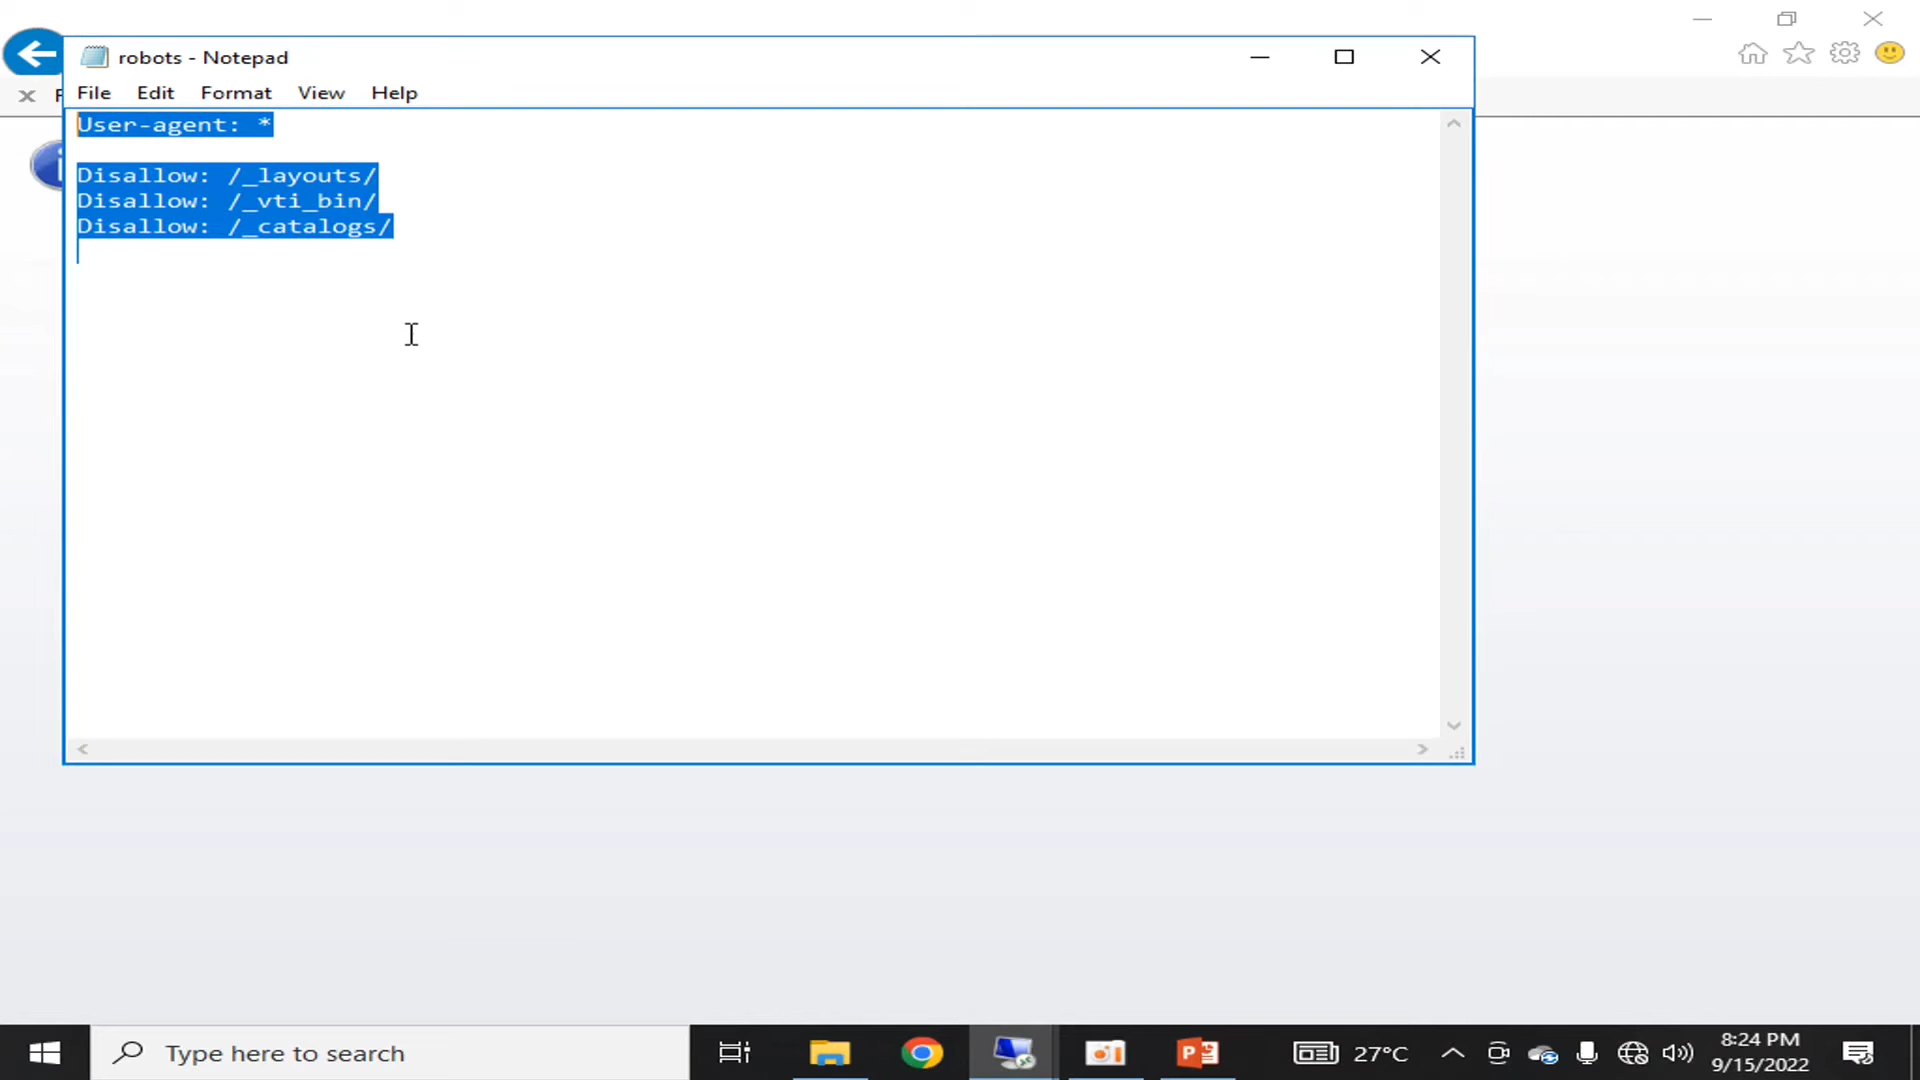 robots - Notepad
File Edit Format View Help
User-agent: *
Disallow: /_layouts/
Disallow: /_vti_bin/
Disallow: /_catalogs/
Type here to search
27°C
8:24 PM
9/15/2022